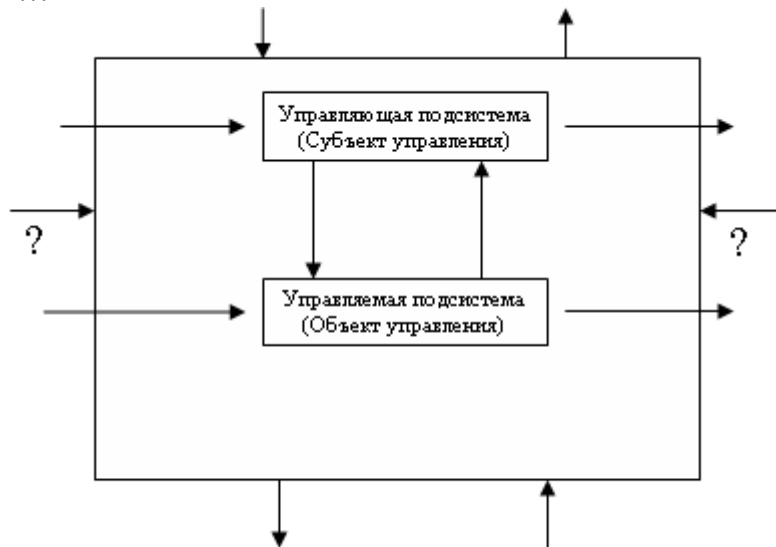 Управляющая подсистема
(Субъект управления)
?
?
Управляемая подсистема
(Объект управления)